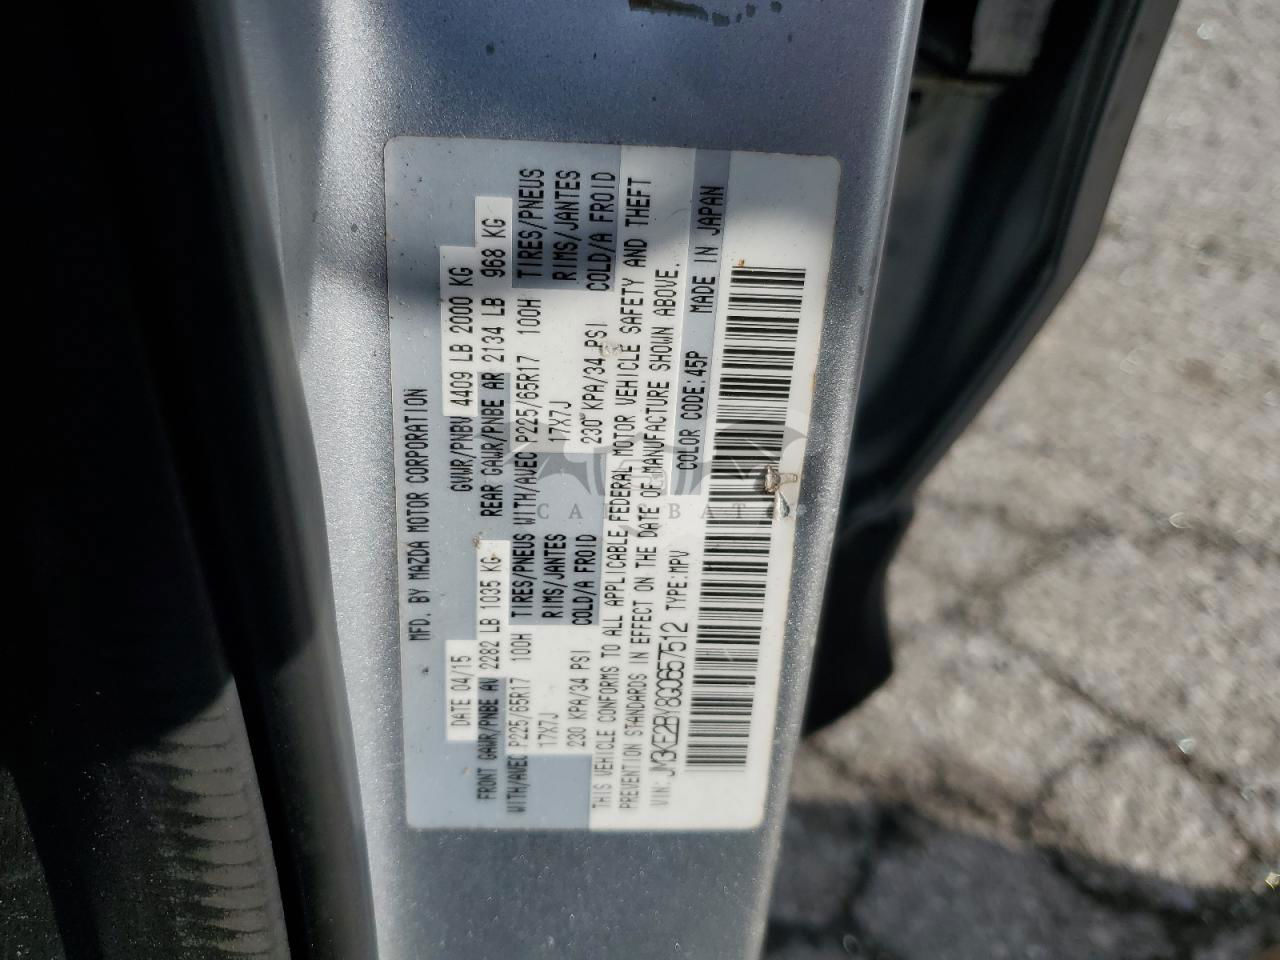 MFD. BY MAZDA MOTOR CORPORATION
DATE 04/15 GVWR/PNBV 4409 LB 2000 KG
FRONT GAWR/PNBE AV 2282 LB 1035 KG REAR GAWR/PNBE AR 2134 LB 968 KG
WITH/AVEC P225/65R17 100H TIRES/PNEUS WITH/AVEC P225/65R17 100H TIRES/PNEUS
17X7J RIMS/JANTES 17X7J RIMS/JANTES
230 KPA/34 PSI COLD/A FROID 230 KPA/34 PSI COLD/A FROID
THIS VEHICLE CONFORMS TO ALL APPLICABLE FEDERAL MOTOR VEHICLE SAFETY AND THEFT
PREVENTION STANDARDS IN EFFECT ON THE DATE OF MANUFACTURE SHOWN ABOVE.
VIN: JM3KE2BY8G0657512 TYPE:MPV COLOR CODE:45P MADE IN JAPAN